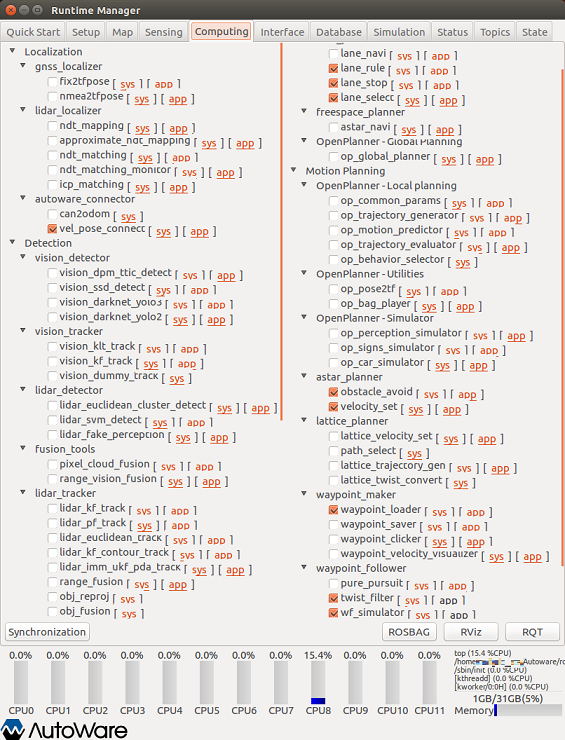 Runtime Manager
Quick Start Setup Map Sensing Computing Interface Database Simulation Status Topics State
Localization
gnss_localizer
fix2tfpose [ sys ] [ app ]
nmea2tfpose [ sys ] [ app ]
lidar_localizer
ndt_mapping [ sys ] [ app ]
approximate_ndt_mapping [ sys ] [ app ]
ndt_matching [ sys ] [ app ]
ndt_matching_monitor [ sys ] [ app ]
icp_matching [ sys ] [ app ]
autoware_connector
can2odom [ sys ]
vel_pose_connect [ sys ] [ app ]
Detection
vision_detector
vision_dpm_ttic_detect [ sys ] [ app ]
vision_ssd_detect [ sys ] [ app ]
vision_darknet_yolo3 [ sys ] [ app ]
vision_darknet_yolo2 [ sys ] [ app ]
vision_tracker
vision_klt_track [ sys ] [ app ]
vision_kf_track [ sys ] [ app ]
vision_dummy_track [ sys ]
lidar_detector
lidar_euclidean_cluster_detect [ sys ] [ app ]
lidar_svm_detect [ sys ] [ app ]
lidar_fake_perception [ sys ] [ app ]
fusion_tools
pixel_cloud_fusion [ sys ] [ app ]
range_vision_fusion [ sys ] [ app ]
lidar_tracker
lidar_kf_track [ sys ] [ app ]
lidar_pf_track [ sys ] [ app ]
lidar_euclidean_track [ sys ] [ app ]
lidar_kf_contour_track [ sys ] [ app ]
lidar_imm_ukf_pda_track [ sys ] [ app ]
range_fusion [ sys ] [ app ]
obj_reproj [ sys ] [ app ]
obj_fusion [ sys ] [ app ]
lane_navi [ sys ] [ app ]
lane_rule [ sys ] [ app ]
lane_stop [ sys ] [ app ]
lane_select [ sys ] [ app ]
freespace_planner
astar_navi [ sys ] [ app ]
OpenPlanner - Global Planning
op_global_planner [ sys ] [ app ]
Motion Planning
OpenPlanner - Local planning
op_common_params [ sys ] [ app ]
op_trajectory_generator [ sys ] [ app ]
op_motion_predictor [ sys ] [ app ]
op_trajectory_evaluator [ sys ] [ app ]
op_behavior_selector [ sys ]
OpenPlanner - Utilities
op_pose2tf [ sys ] [ app ]
op_bag_player [ sys ] [ app ]
OpenPlanner - Simulator
op_perception_simulator [ sys ] [ app ]
op_signs_simulator [ sys ] [ app ]
op_car_simulator [ sys ] [ app ]
astar_planner
obstacle_avoid [ sys ] [ app ]
velocity_set [ sys ] [ app ]
lattice_planner
lattice_velocity_set [ sys ] [ app ]
path_select [ sys ]
lattice_trajectory_gen [ sys ] [ app ]
lattice_twist_convert [ sys ]
waypoint_maker
waypoint_loader [ sys ] [ app ]
waypoint_saver [ sys ] [ app ]
waypoint_clicker [ sys ] [ app ]
waypoint_velocity_visualizer [ sys ] [ app ]
waypoint_follower
pure_pursuit [ sys ] [ app ]
twist_filter [ sys ] [ app ]
wf_simulator [ sys ] [ app ]
Synchronization ROSBAG RViz RQT
0.0% 0.0% 0.0% 0.0% 0.0% 0.0% 0.0% 0.0% 15.4% 0.0% 0.0% 0.0%
CPU0 CPU1 CPU2 CPU3 CPU4 CPU5 CPU6 CPU7 CPU8 CPU9 CPU10 CPU11
top (15.4 %CPU)
/home Autoware/ro
/sbin/init (0.0 %CPU)
[kthreadd] (0.0 %CPU)
[kworker/0:0H] (0.0 %CPU)
1GB/31GB(5%)
Memory
AutoWare